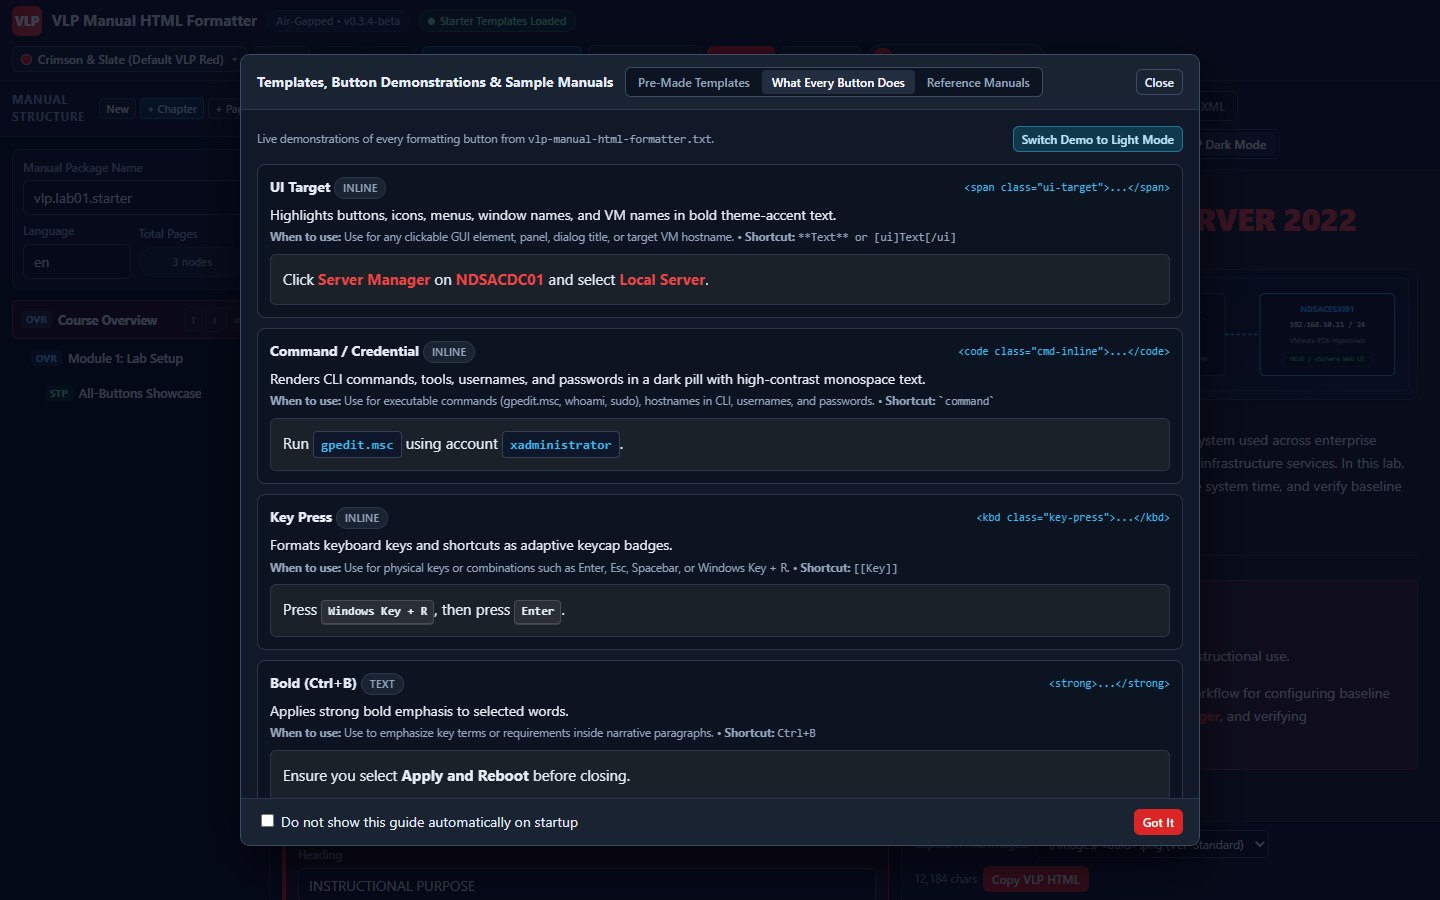 VLP VLP Manual HTML Formatter Air-Gapped • v0.3.4-beta Starter Templates Loaded
Crimson & Slate (Default VLP Red)
MANUAL STRUCTURE New + Chapter
Manual Package Name
vlp.lab01.starter
Language Total Pages
en 3 nodes
OVR Course Overview
OVR Module 1: Lab Setup
STP All-Buttons Showcase
Templates, Button Demonstrations & Sample Manuals Pre-Made Templates What Every Button Does Reference Manuals Close
Live demonstrations of every formatting button from vlp-manual-html-formatter.txt. Switch Demo to Light Mode
UI Target INLINE <span class="ui-target">...</span>
Highlights buttons, icons, menus, window names, and VM names in bold theme-accent text.
When to use: Use for any clickable GUI element, panel, dialog title, or target VM hostname. • Shortcut: **Text** or [ui]Text[/ui]
Click Server Manager on NDSACDC01 and select Local Server.
Command / Credential INLINE <code class="cmd-inline">...</code>
Renders CLI commands, tools, usernames, and passwords in a dark pill with high-contrast monospace text.
When to use: Use for executable commands (gpedit.msc, whoami, sudo), hostnames in CLI, usernames, and passwords. • Shortcut: `command`
Run gpedit.msc using account xadministrator.
Key Press INLINE <kbd class="key-press">...</kbd>
Formats keyboard keys and shortcuts as adaptive keycap badges.
When to use: Use for physical keys or combinations such as Enter, Esc, Spacebar, or Windows Key + R. • Shortcut: [[Key]]
Press Windows Key + R, then press Enter.
Bold (Ctrl+B) TEXT <strong>...</strong>
Applies strong bold emphasis to selected words.
When to use: Use to emphasize key terms or requirements inside narrative paragraphs. • Shortcut: Ctrl+B
Ensure you select Apply and Reboot before closing.
Do not show this guide automatically on startup Got It
XML
Dark Mode
RVER 2022
NDSACESXI01
192.168.10.11 / 24
VMware ESXi Hypervisor
DCUI / vSphere Web UI
ystem used across enterprise
infrastructure services. In this lab,
system time, and verify baseline
structional use.
rkflow for configuring baseline
ger, and verifying
Heading
INSTRUCTIONAL PURPOSE
12,184 chars Copy VLP HTML